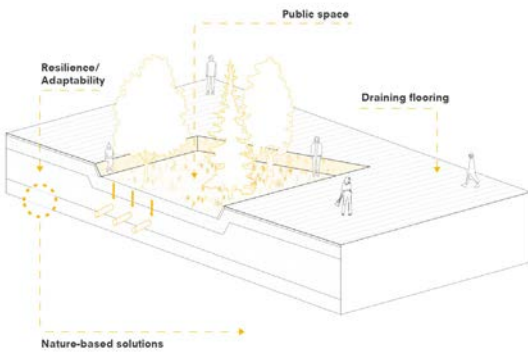 Public space
Resilience/
Adaptability
Draining flooring
Nature-based solutions